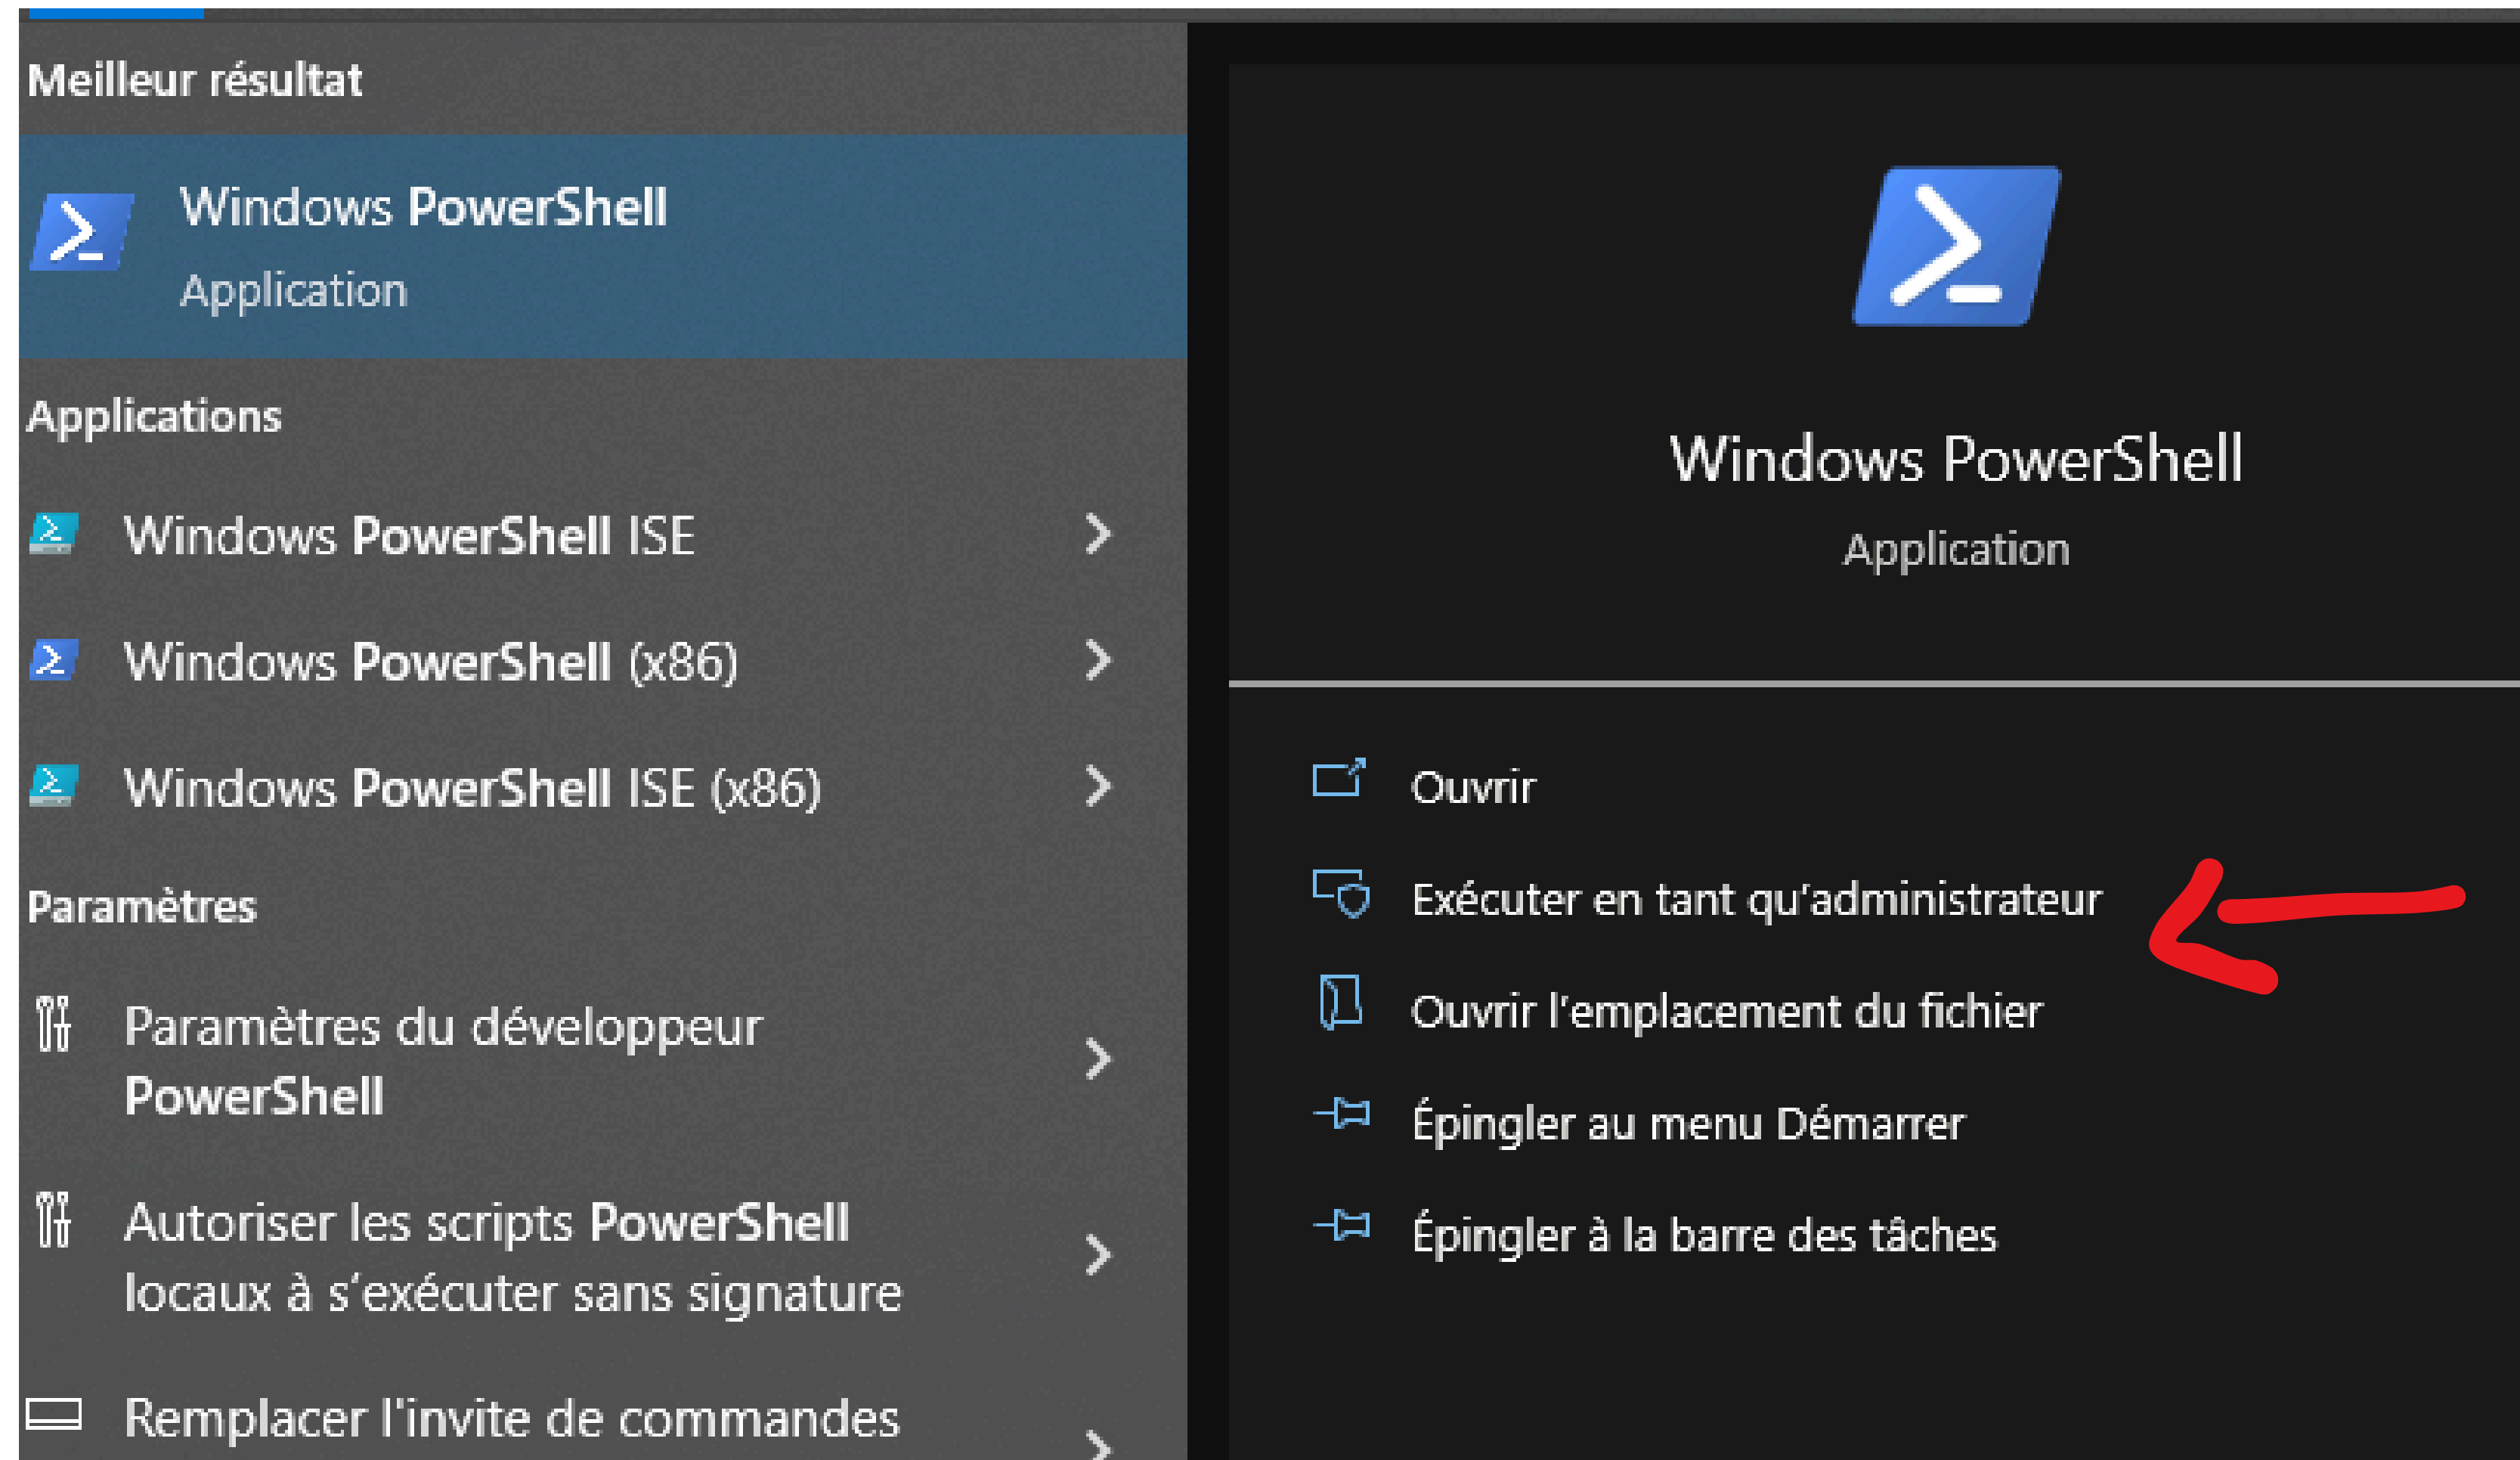 Meilleur résultat
Windows PowerShell
Application
Applications
Windows PowerShell ISE
Windows PowerShell (x86)
Windows PowerShell ISE (x86)
Paramètres
Paramètres du développeur
PowerShell
Autoriser les scripts PowerShell
locaux à s'exécuter sans signature
Remplacer l'invite de commandes
Windows PowerShell
Application
Ouvrir
Exécuter en tant qu'administrateur
Ouvrir l'emplacement du fichier
Épingler au menu Démarrer
Épingler à la barre des tâches